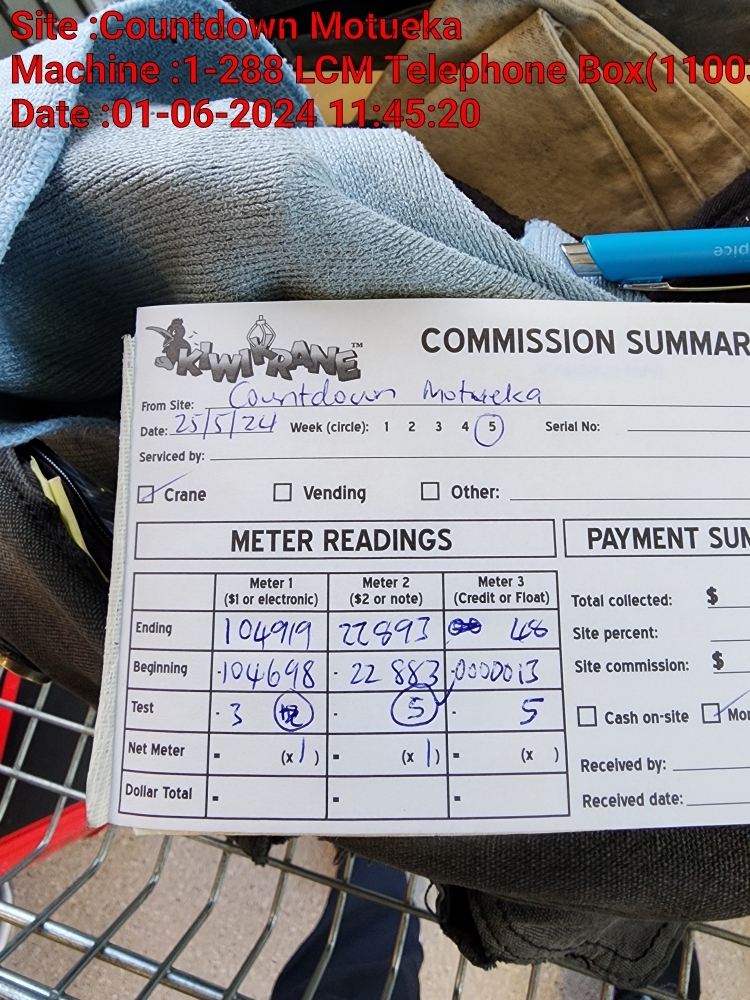 Site :Countdown Motueka
Machine :1-288 LCM Telephone Box(11003
Date :01-06-2024 11:45:20
KIWI KRANE™
COMMISSION SUMMAR
From Site: Countdown Motueka
Date: 25/5/24 Week (circle): 1 2 3 4 5 Serial No:
Serviced by:
Crane Vending Other:
METER READINGS
PAYMENT SUM
Meter 1 ($1 or electronic) Meter 2 ($2 or note) Meter 3 (Credit or Float)
Ending 104919 22893 48
Beginning -104698 - 22883 -0000013
Test - 3 - 5 - 5
Net Meter = (x 1) = (x 1) = (x )
Dollar Total = = =
Total collected: $
Site percent:
Site commission: $
Cash on-site Mon
Received by:
Received date: